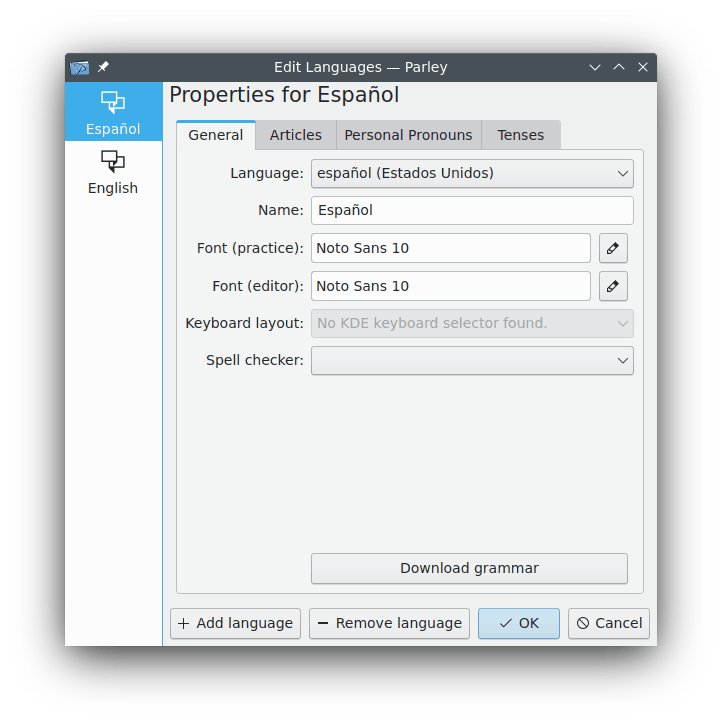 Edit Languages — Parley
Español
English
Properties for Español
General Articles Personal Pronouns Tenses
Language: español (Estados Unidos)
Name: Español
Font (practice): Noto Sans 10
Font (editor): Noto Sans 10
Keyboard layout: No KDE keyboard selector found.
Spell checker:
Download grammar
Add language Remove language OK Cancel